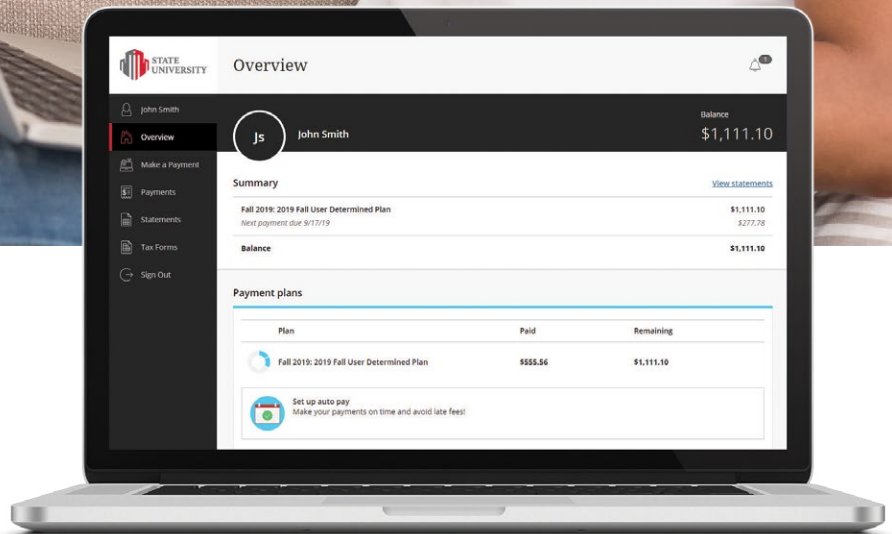 STATE
UNIVERSITY
Overview
1
John Smith
Overview
Make a Payment
Payments
Statements
Tax Forms
Sign Out
Js
John Smith
Balance
$1,111.10
Summary
View statements
Fall 2019: 2019 Fall User Determined Plan $1,111.10
Next payment due 9/17/19 $277.78
Balance $1,111.10
Payment plans
Plan Paid Remaining
Fall 2019: 2019 Fall User Determined Plan $555.56 $1,111.10
Set up auto pay
Make your payments on time and avoid late fees!